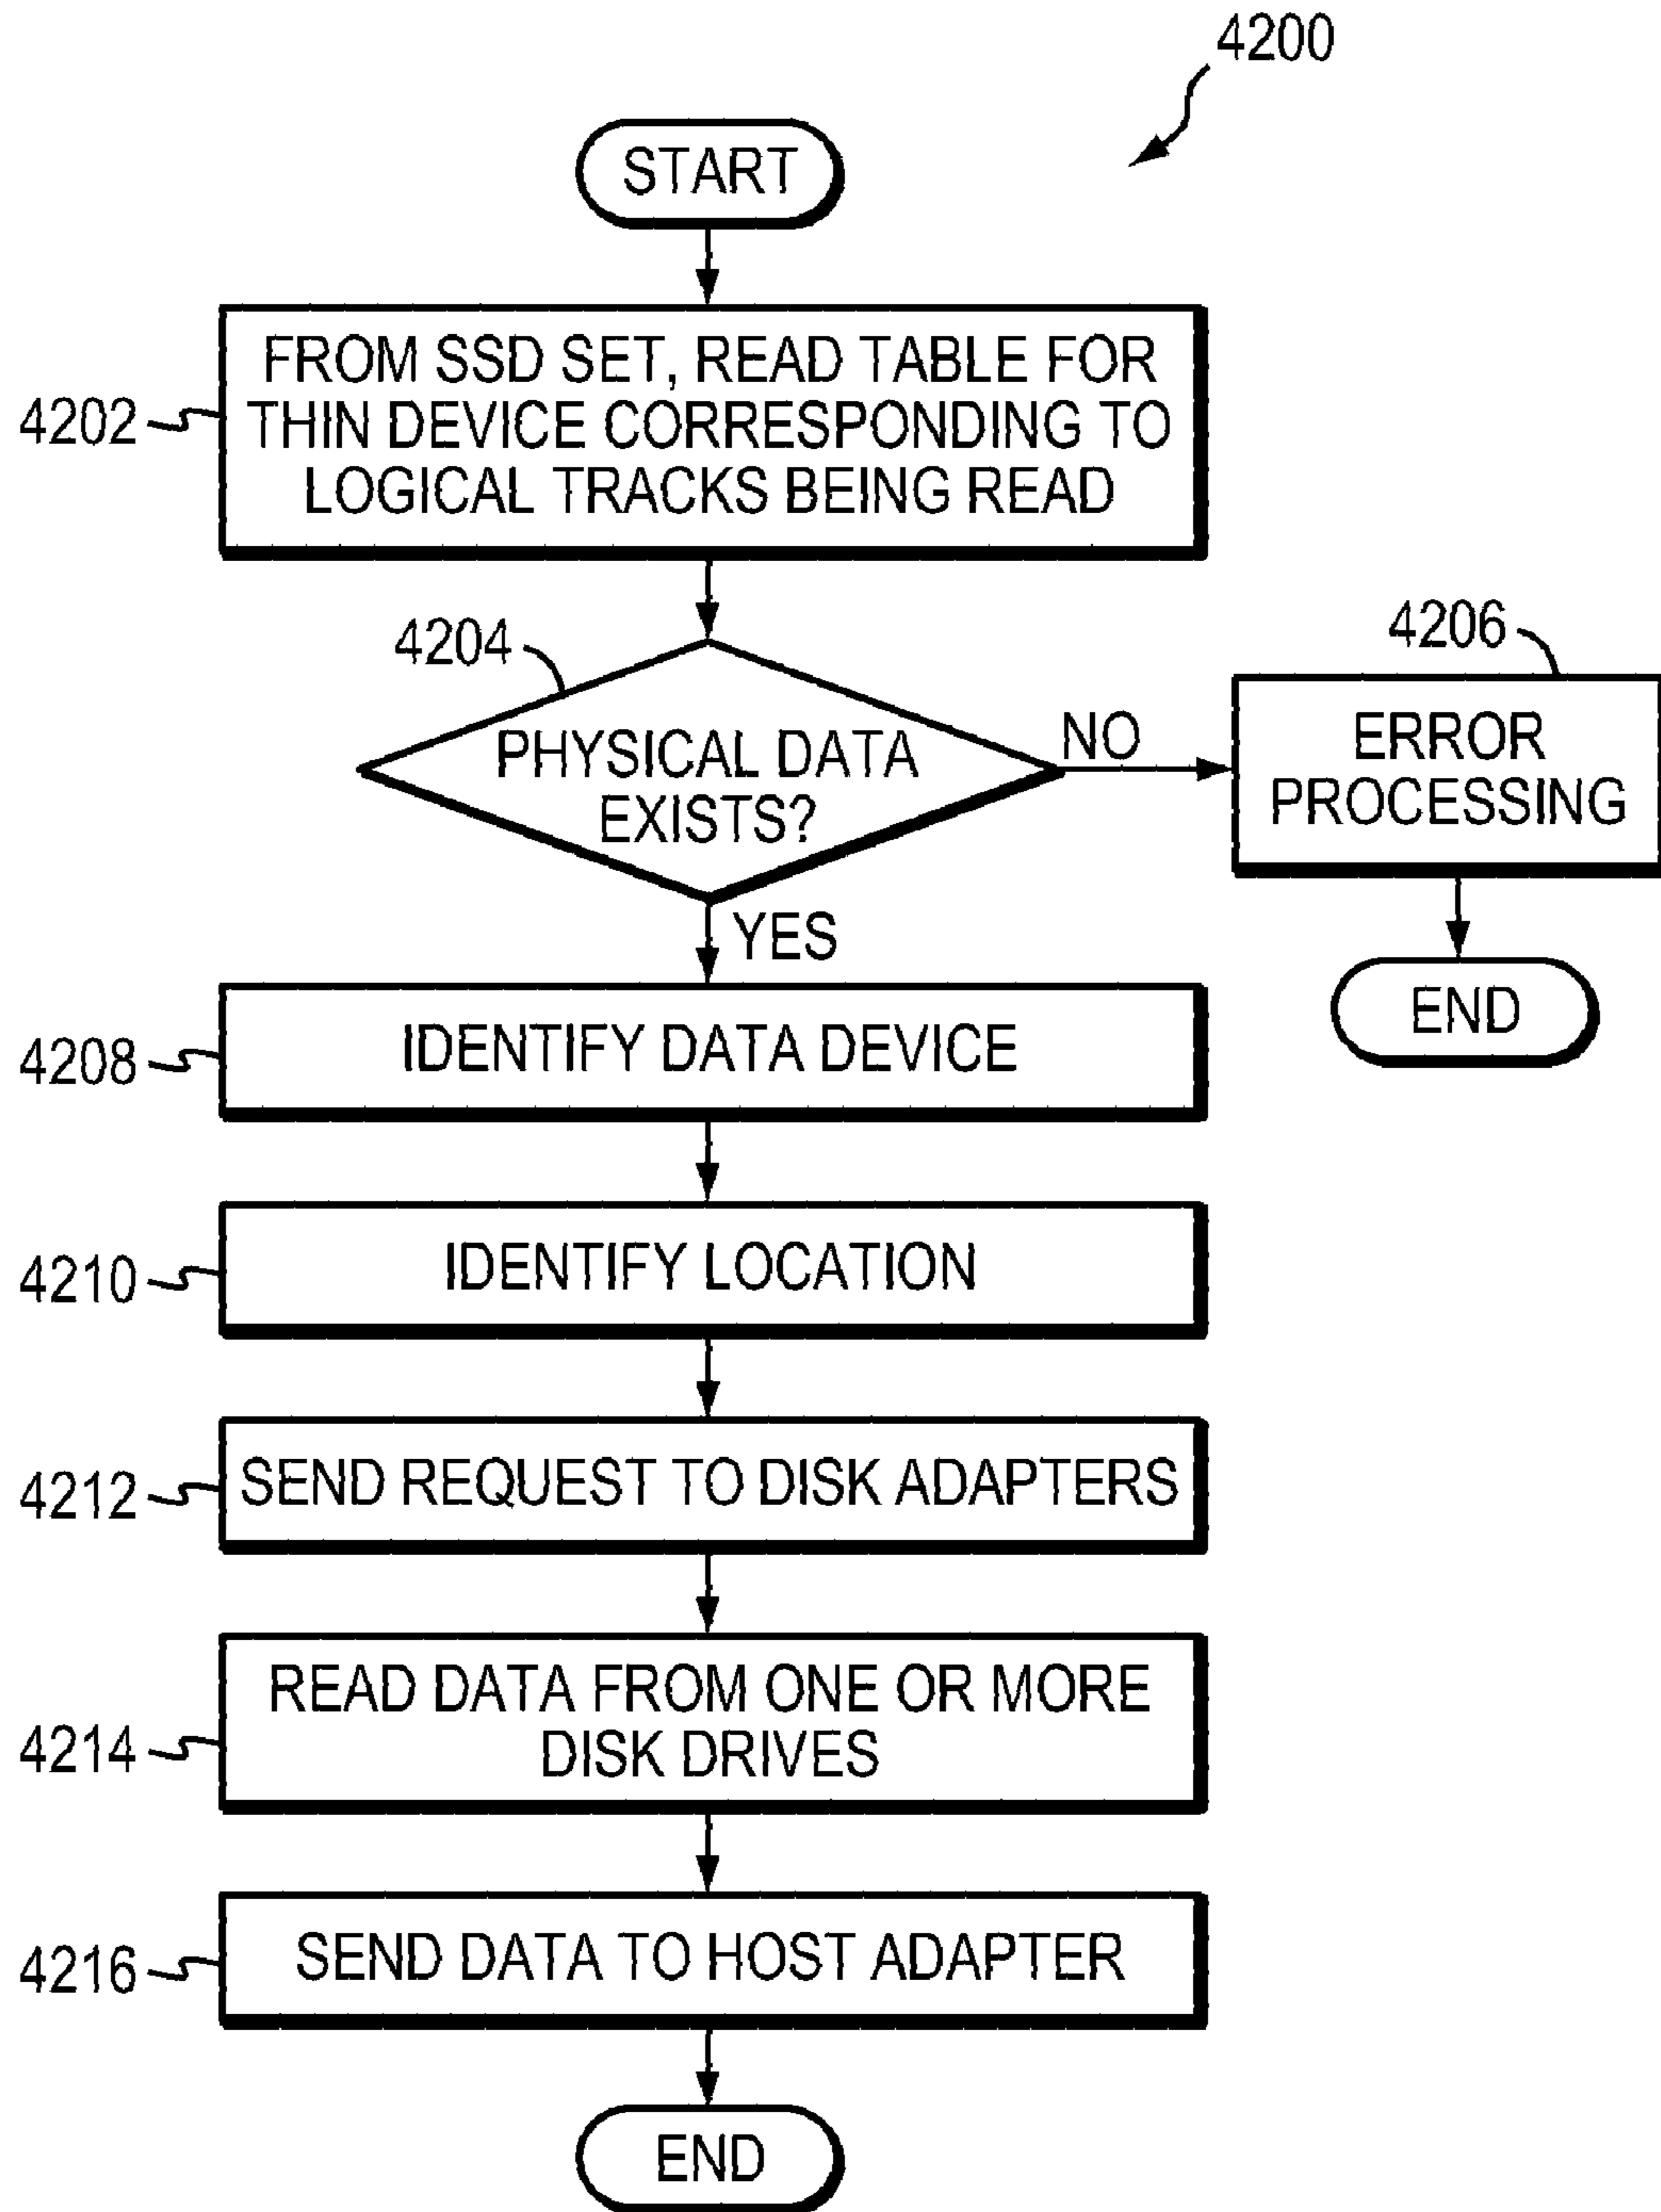 4200
START
4202
FROM SSD SET, READ TABLE FOR
THIN DEVICE CORRESPONDING TO
LOGICAL TRACKS BEING READ
4204
PHYSICAL DATA
EXISTS?
NO
4206
ERROR
PROCESSING
END
YES
4208
IDENTIFY DATA DEVICE
4210
IDENTIFY LOCATION
4212
SEND REQUEST TO DISK ADAPTERS
4214
READ DATA FROM ONE OR MORE
DISK DRIVES
4216
SEND DATA TO HOST ADAPTER
END